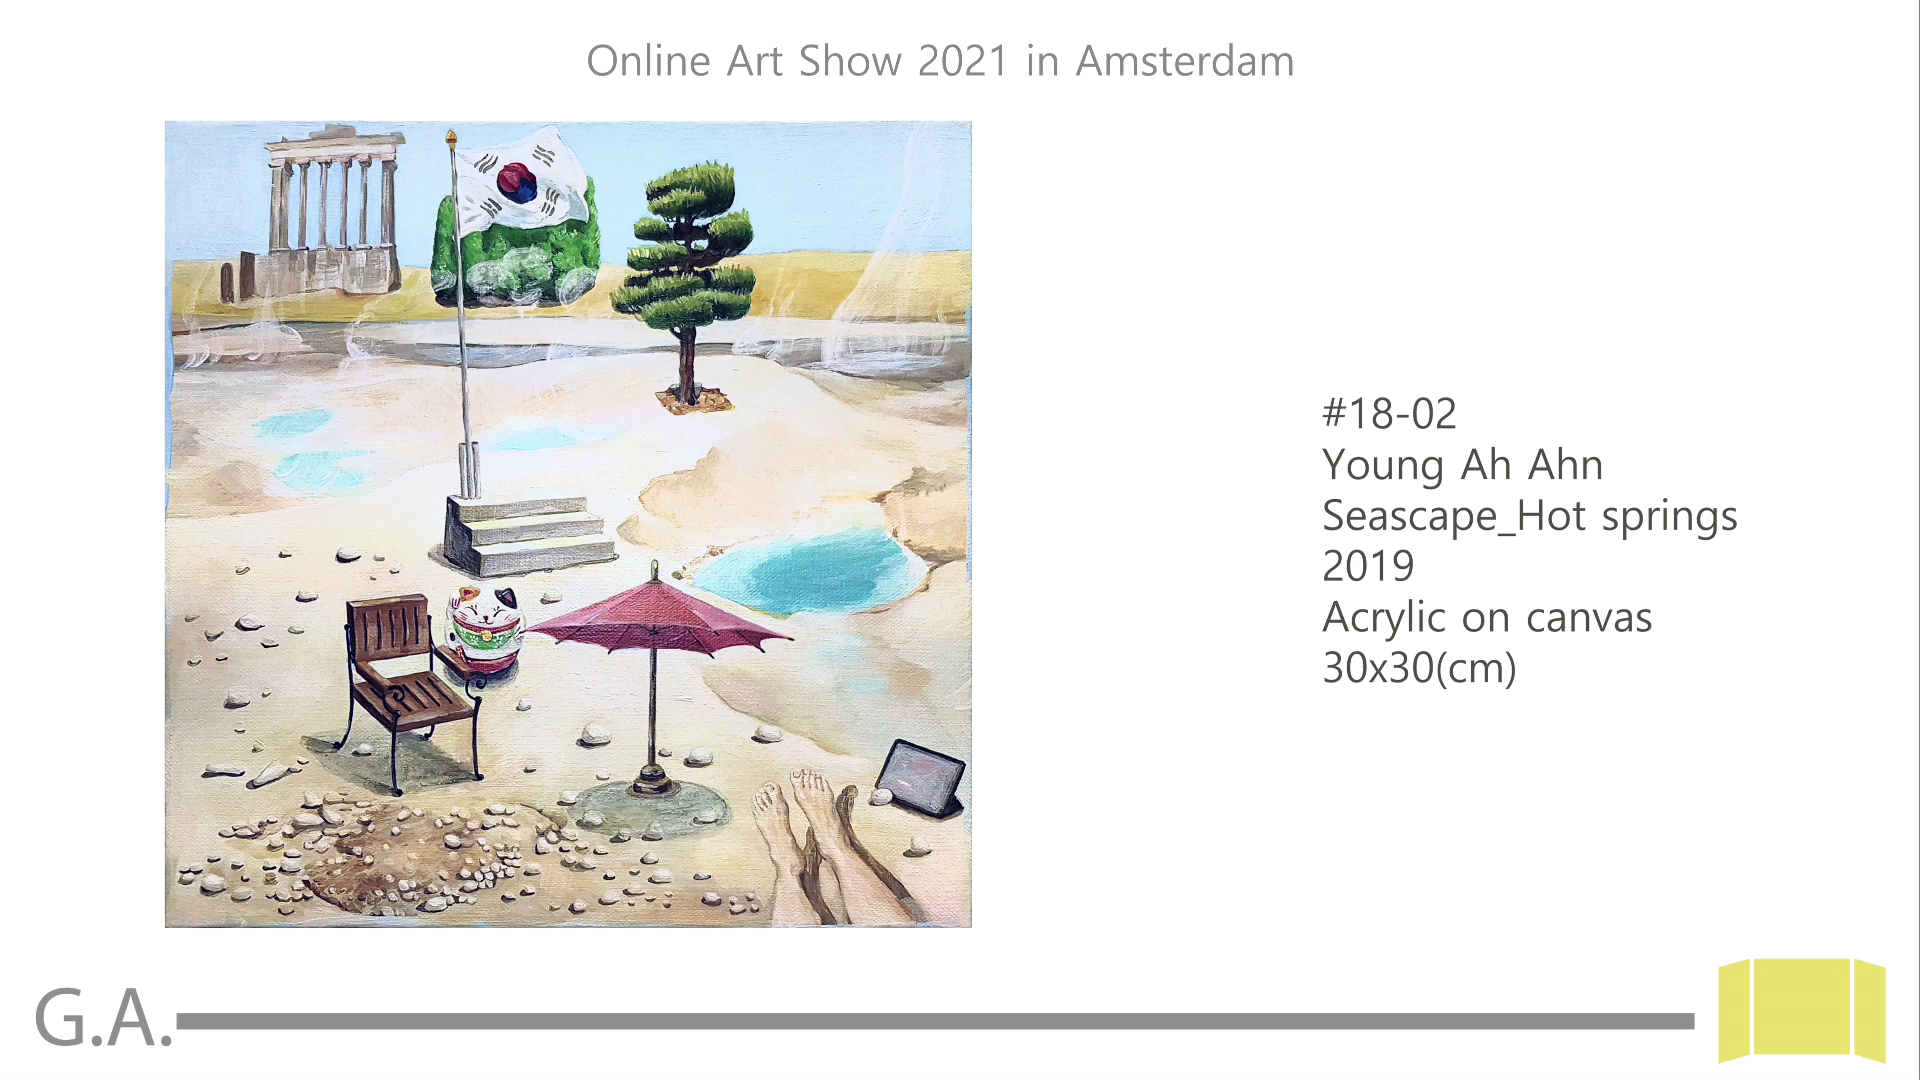 Online Art Show 2021 in Amsterdam
#18-02
Young Ah Ahn
Seascape_Hot springs
2019
Acrylic on canvas
30x30(cm)
G.A.